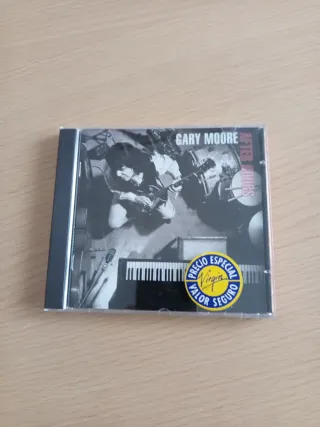 GARY MOORE
AFTER HOURS
PRECIO ESPECIAL
Virgin
VALOR SEGURO